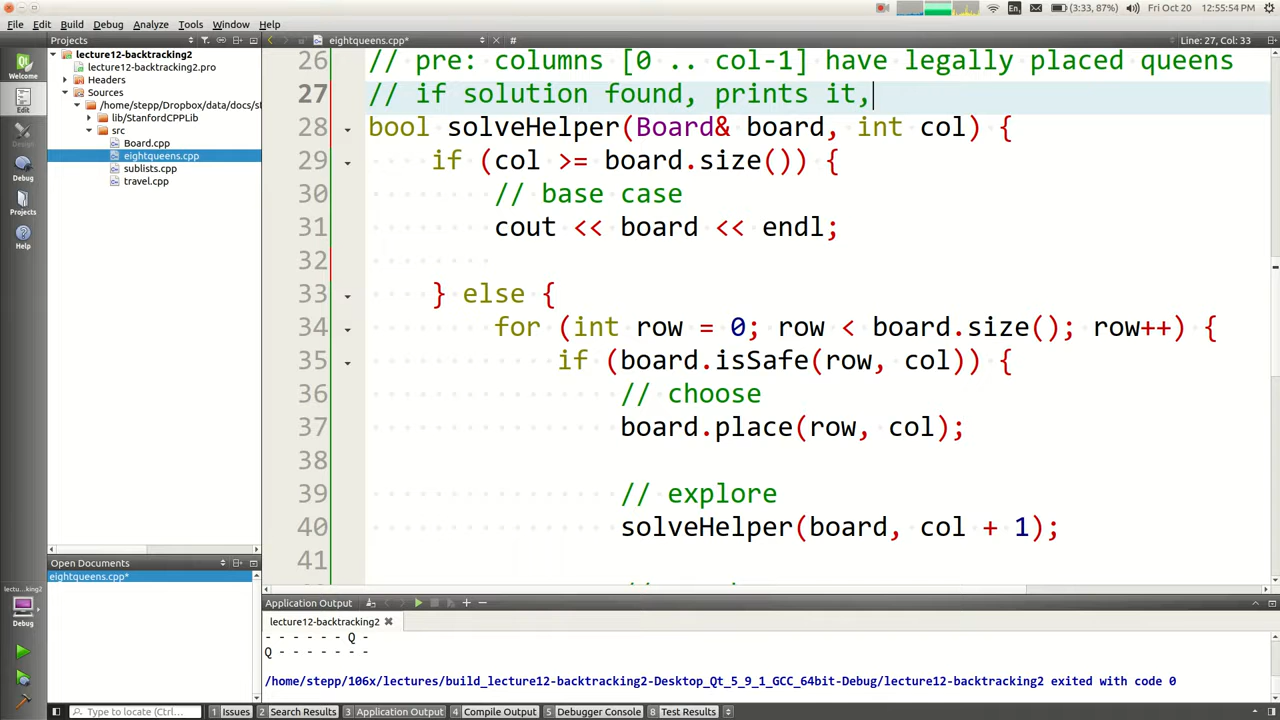 (3:33, 87%) Fri Oct 20 12:55:54 PM
File Edit Build Debug Analyze Tools Window Help
Projects
eightqueens.cpp* # Line: 27, Col: 33
Welcome
Edit
Design
Debug
Projects
Help
lecture12-backtracking2
lecture12-backtracking2.pro
Headers
Sources
/home/stepp/Dropbox/data/docs/st
lib/StanfordCPPLib
src
Board.cpp
eightqueens.cpp
sublists.cpp
travel.cpp
26 // pre: columns [0 .. col-1] have legally placed queens
27 // if solution found, prints it,
28 bool solveHelper(Board& board, int col) {
29 if (col >= board.size()) {
30 // base case
31 cout << board << endl;
32
33 } else {
34 for (int row = 0; row < board.size(); row++) {
35 if (board.isSafe(row, col)) {
36 // choose
37 board.place(row, col);
38
39 // explore
40 solveHelper(board, col + 1);
41
Open Documents
eightqueens.cpp*
lectu...king2
Debug
Application Output
lecture12-backtracking2
- - - - - - Q -
Q - - - - - - -
/home/stepp/106x/lectures/build_lecture12-backtracking2-Desktop_Qt_5_9_1_GCC_64bit-Debug/lecture12-backtracking2 exited with code 0
Type to locate (Ctrl... 1 Issues 2 Search Results 3 Application Output 4 Compile Output 5 Debugger Console 8 Test Results